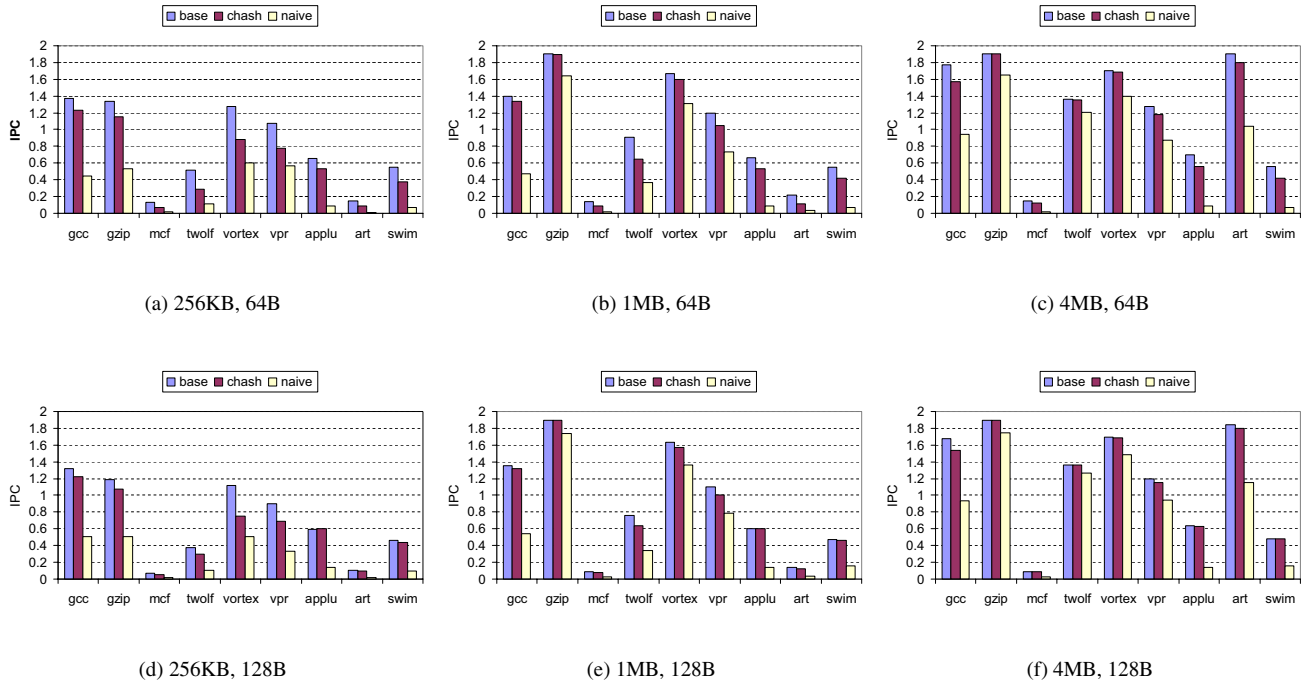 base chash naive
base chash naive
base chash naive
IPC
2
1.8
1.6
1.4
1.2
1
0.8
0.6
0.4
0.2
0
gcc gzip mcf twolf vortex vpr applu art swim
(a) 256KB, 64B
IPC
2
1.8
1.6
1.4
1.2
1
0.8
0.6
0.4
0.2
0
gcc gzip mcf twolf vortex vpr applu art swim
(b) 1MB, 64B
IPC
2
1.8
1.6
1.4
1.2
1
0.8
0.6
0.4
0.2
0
gcc gzip mcf twolf vortex vpr applu art swim
(c) 4MB, 64B
base chash naive
base chash naive
base chash naive
IPC
2
1.8
1.6
1.4
1.2
1
0.8
0.6
0.4
0.2
0
gcc gzip mcf twolf vortex vpr applu art swim
(d) 256KB, 128B
IPC
2
1.8
1.6
1.4
1.2
1
0.8
0.6
0.4
0.2
0
gcc gzip mcf twolf vortex vpr applu art swim
(e) 1MB, 128B
IPC
2
1.8
1.6
1.4
1.2
1
0.8
0.6
0.4
0.2
0
gcc gzip mcf twolf vortex vpr applu art swim
(f) 4MB, 128B